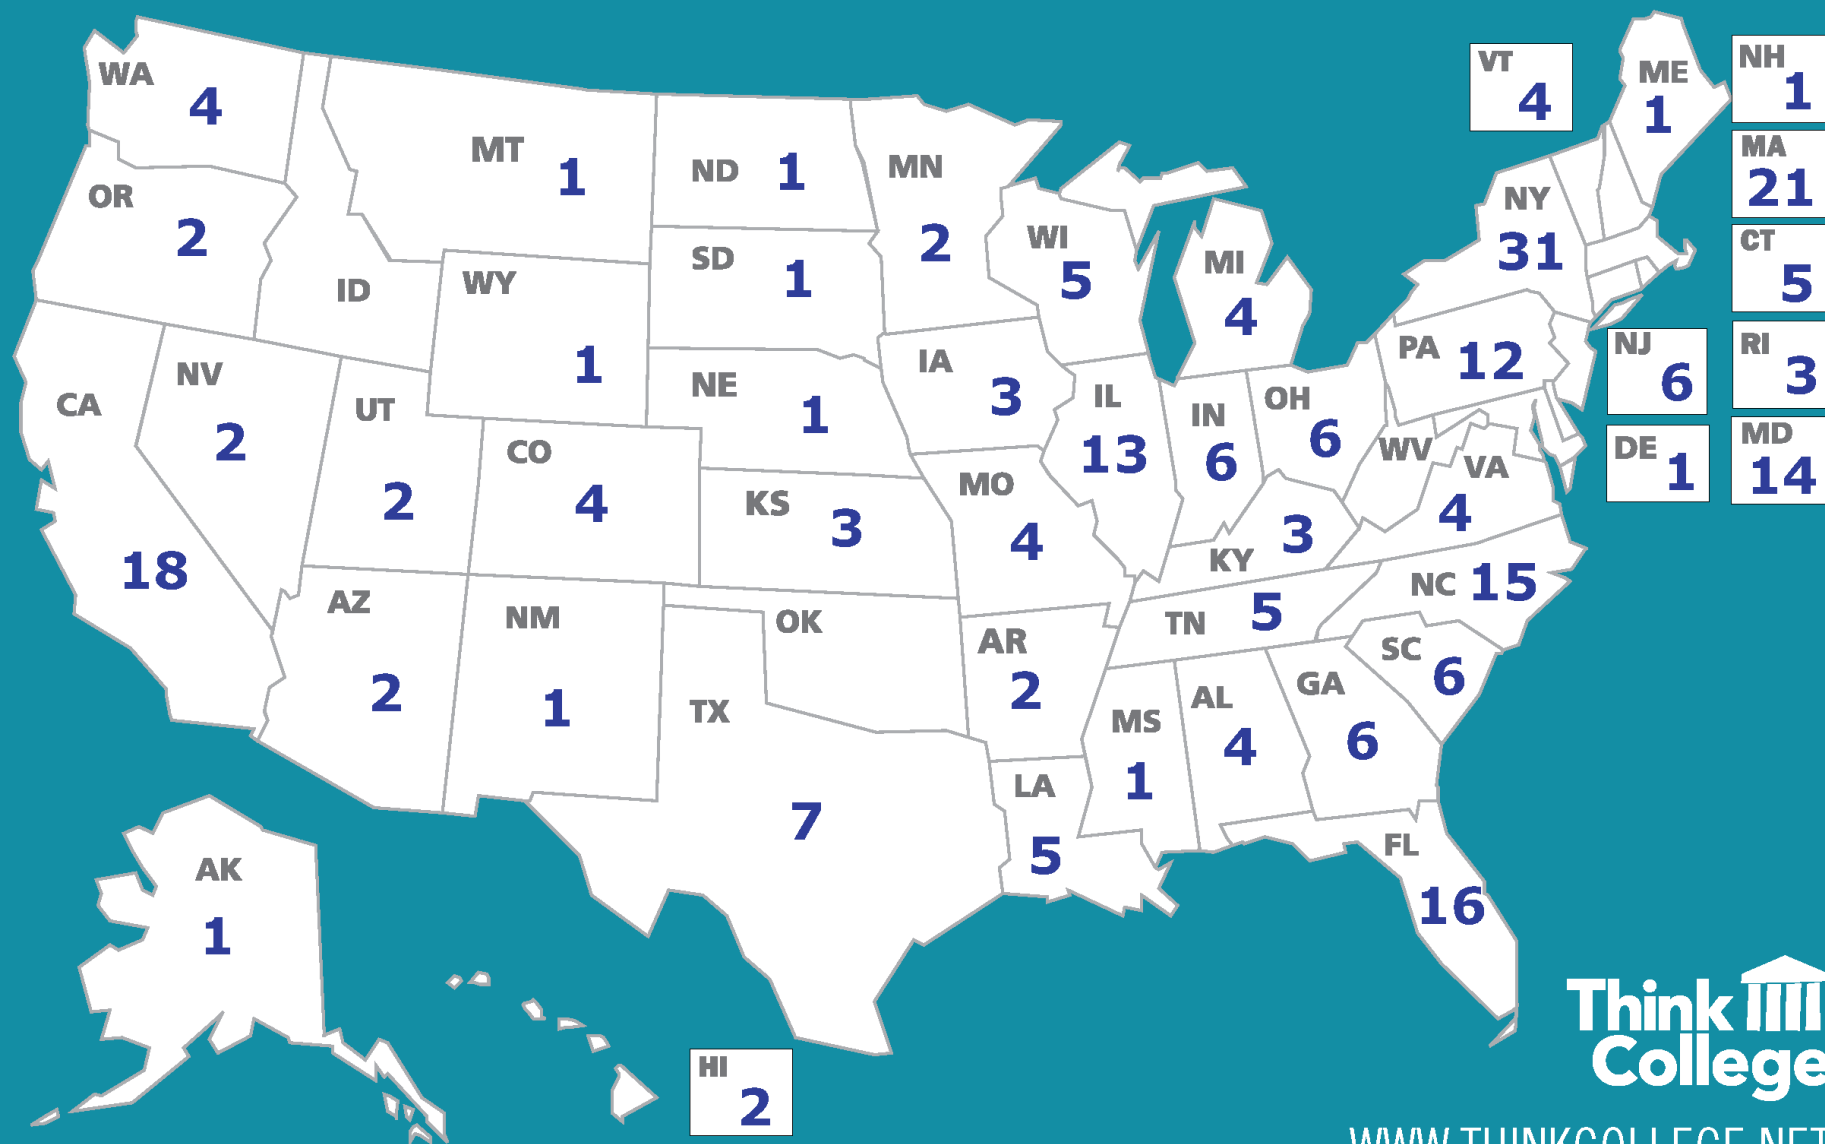 WA
4
OR
2
CA
18
NV
2
ID
MT
1
WY
1
UT
2
CO
4
AZ
2
NM
1
ND
1
SD
1
NE
1
KS
3
OK
TX
7
MN
2
IA
3
MO
4
AR
2
LA
5
WI
5
IL
13
MI
4
IN
6
OH
6
KY
3
TN
5
MS
1
AL
4
GA
6
FL
16
SC
6
NC 15
VA
4
WV
PA 12
NY
31
VT
4
ME
1
NH
1
MA
21
CT
5
RI
3
NJ
6
DE 1
MD
14
AK
1
HI
2
Think
College
WWW.THINKCOLLEGE.NET